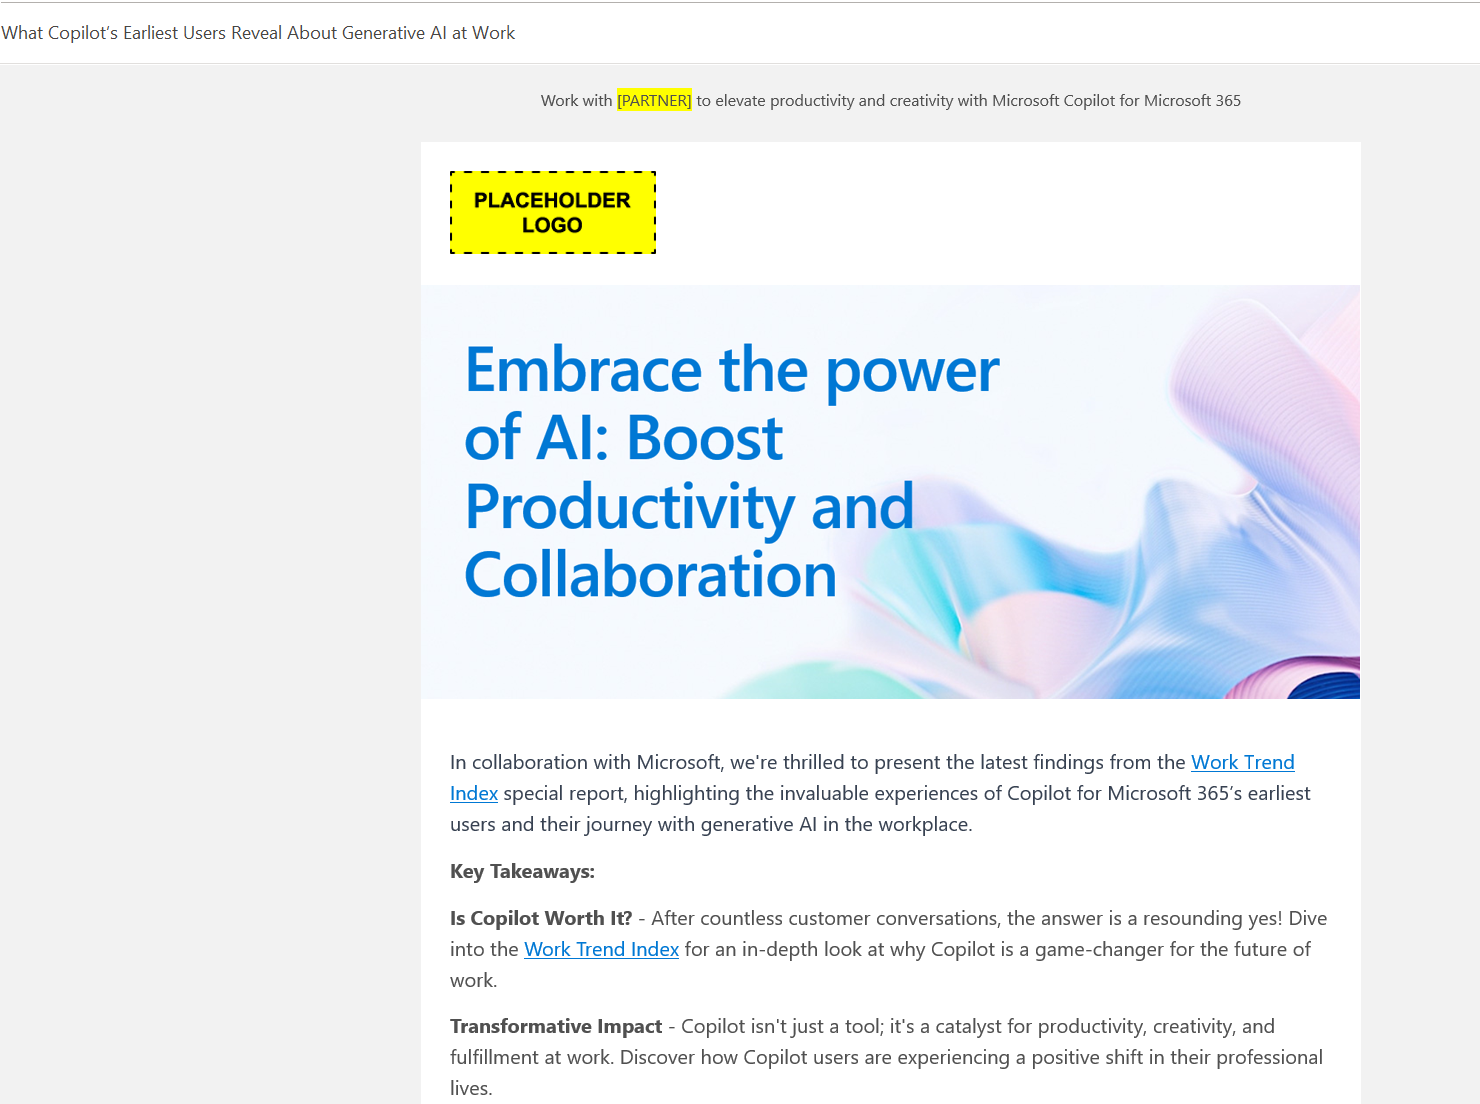 What Copilot’s Earliest Users Reveal About Generative AI at Work
Work with [PARTNER] to elevate productivity and creativity with Microsoft Copilot for Microsoft 365
PLACEHOLDER
LOGO
Embrace the power
of AI: Boost
Productivity and
Collaboration
In collaboration with Microsoft, we're thrilled to present the latest findings from the Work Trend
Index special report, highlighting the invaluable experiences of Copilot for Microsoft 365’s earliest
users and their journey with generative AI in the workplace.
Key Takeaways:
Is Copilot Worth It? - After countless customer conversations, the answer is a resounding yes! Dive
into the Work Trend Index for an in-depth look at why Copilot is a game-changer for the future of
work.
Transformative Impact - Copilot isn't just a tool; it's a catalyst for productivity, creativity, and
fulfillment at work. Discover how Copilot users are experiencing a positive shift in their professional
lives.